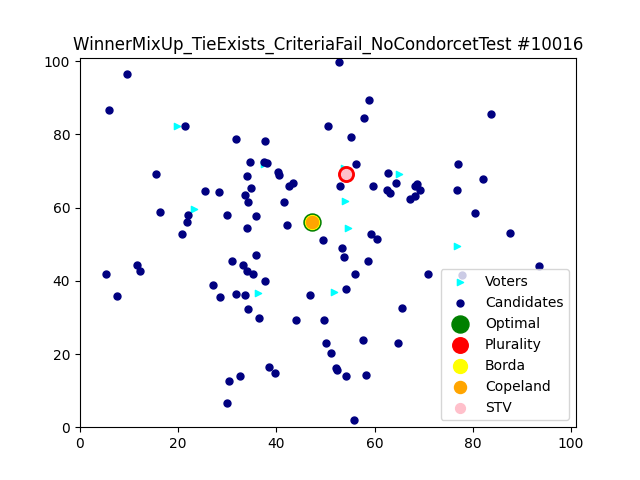 WinnerMixUp_TieExists_CriteriaFail_NoCondorcetTest #10016
100
80
60
40
20
0
Voters
Candidates
Optimal
Plurality
Borda
Copeland
STV
0 20 40 60 80 100